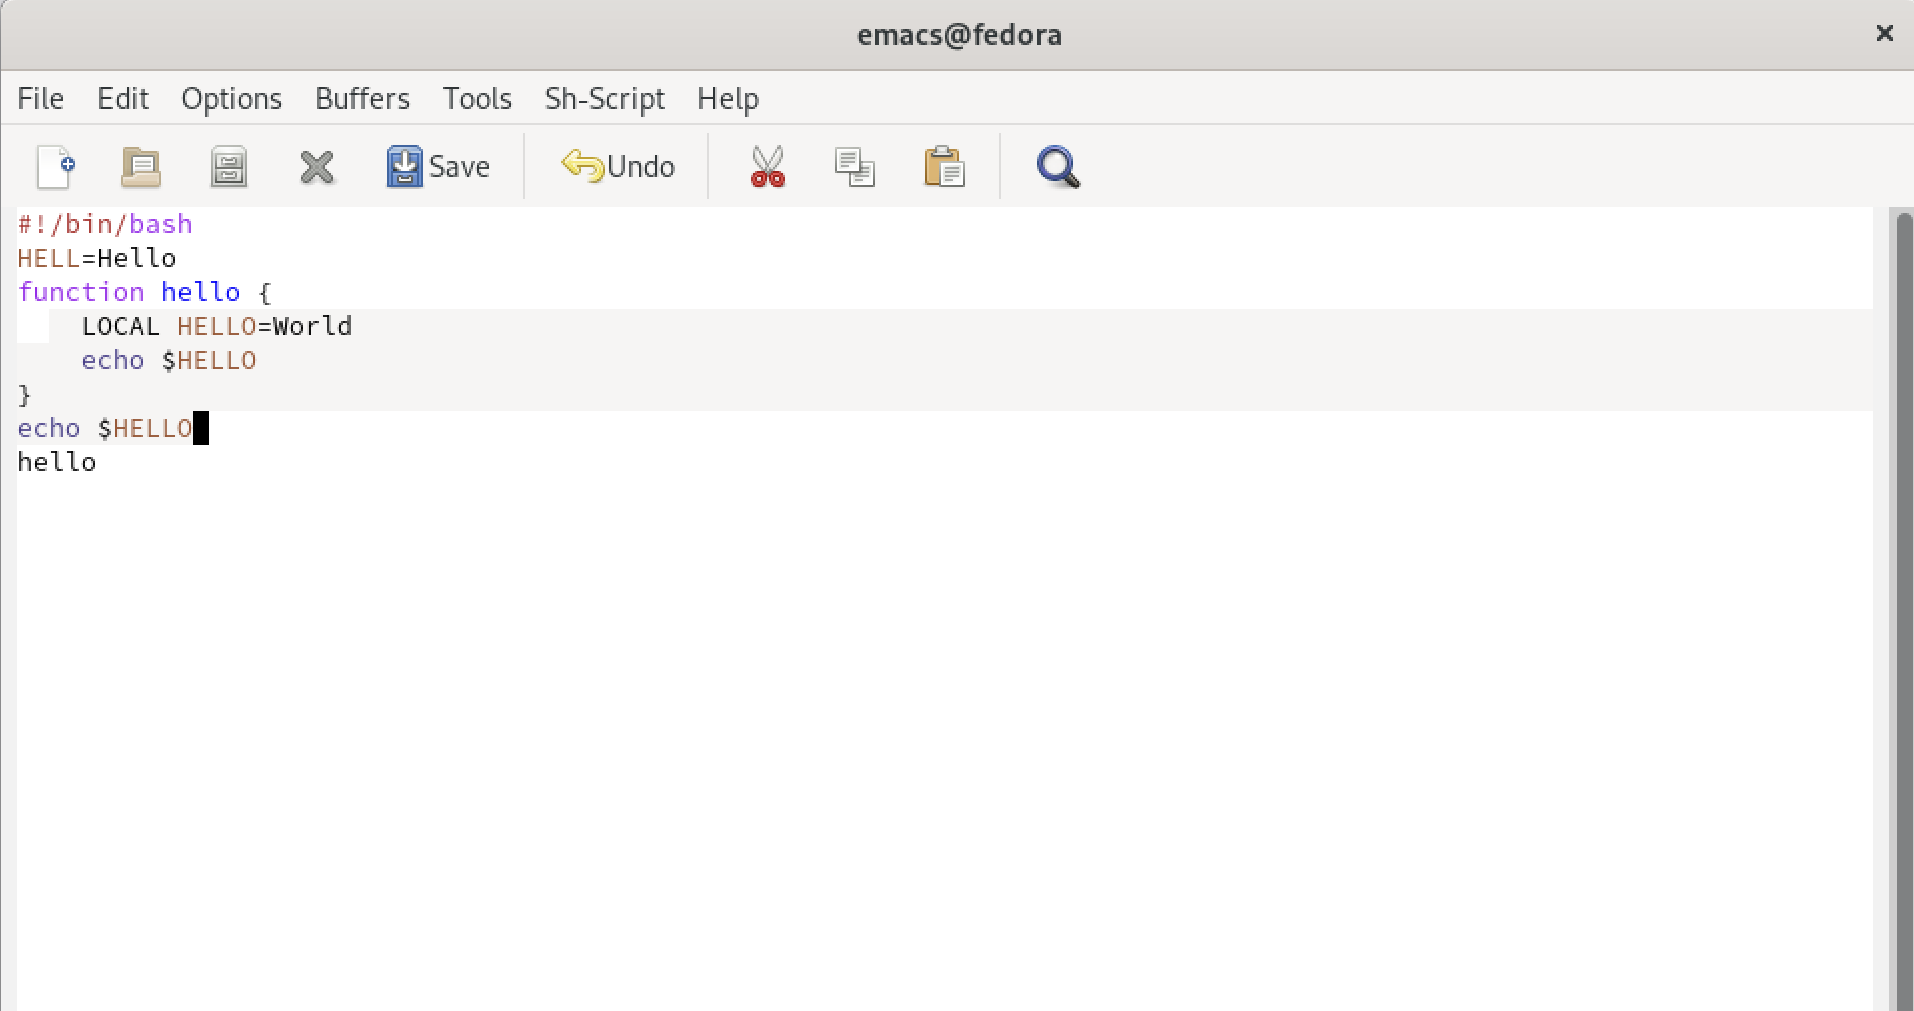 emacs@fedora
File Edit Options Buffers Tools Sh-Script Help
Save Undo
#!/bin/bash
HELL=Hello
function hello {
    LOCAL HELLO=World
    echo $HELLO
}
echo $HELLO
hello